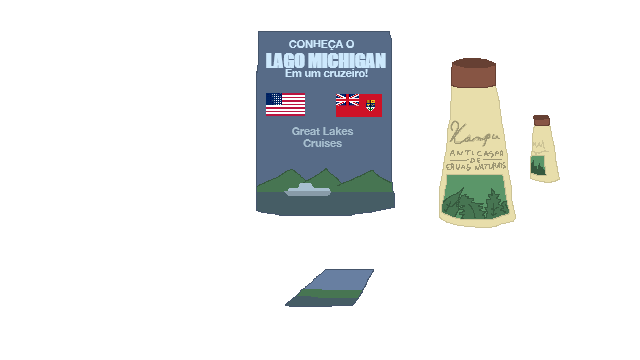 CONHEÇA O
LAGO MICHIGAN
Em um cruzeiro!
Great Lakes
Cruises
Xampu
ANTICASPA
DE
ERVAS NATURAIS